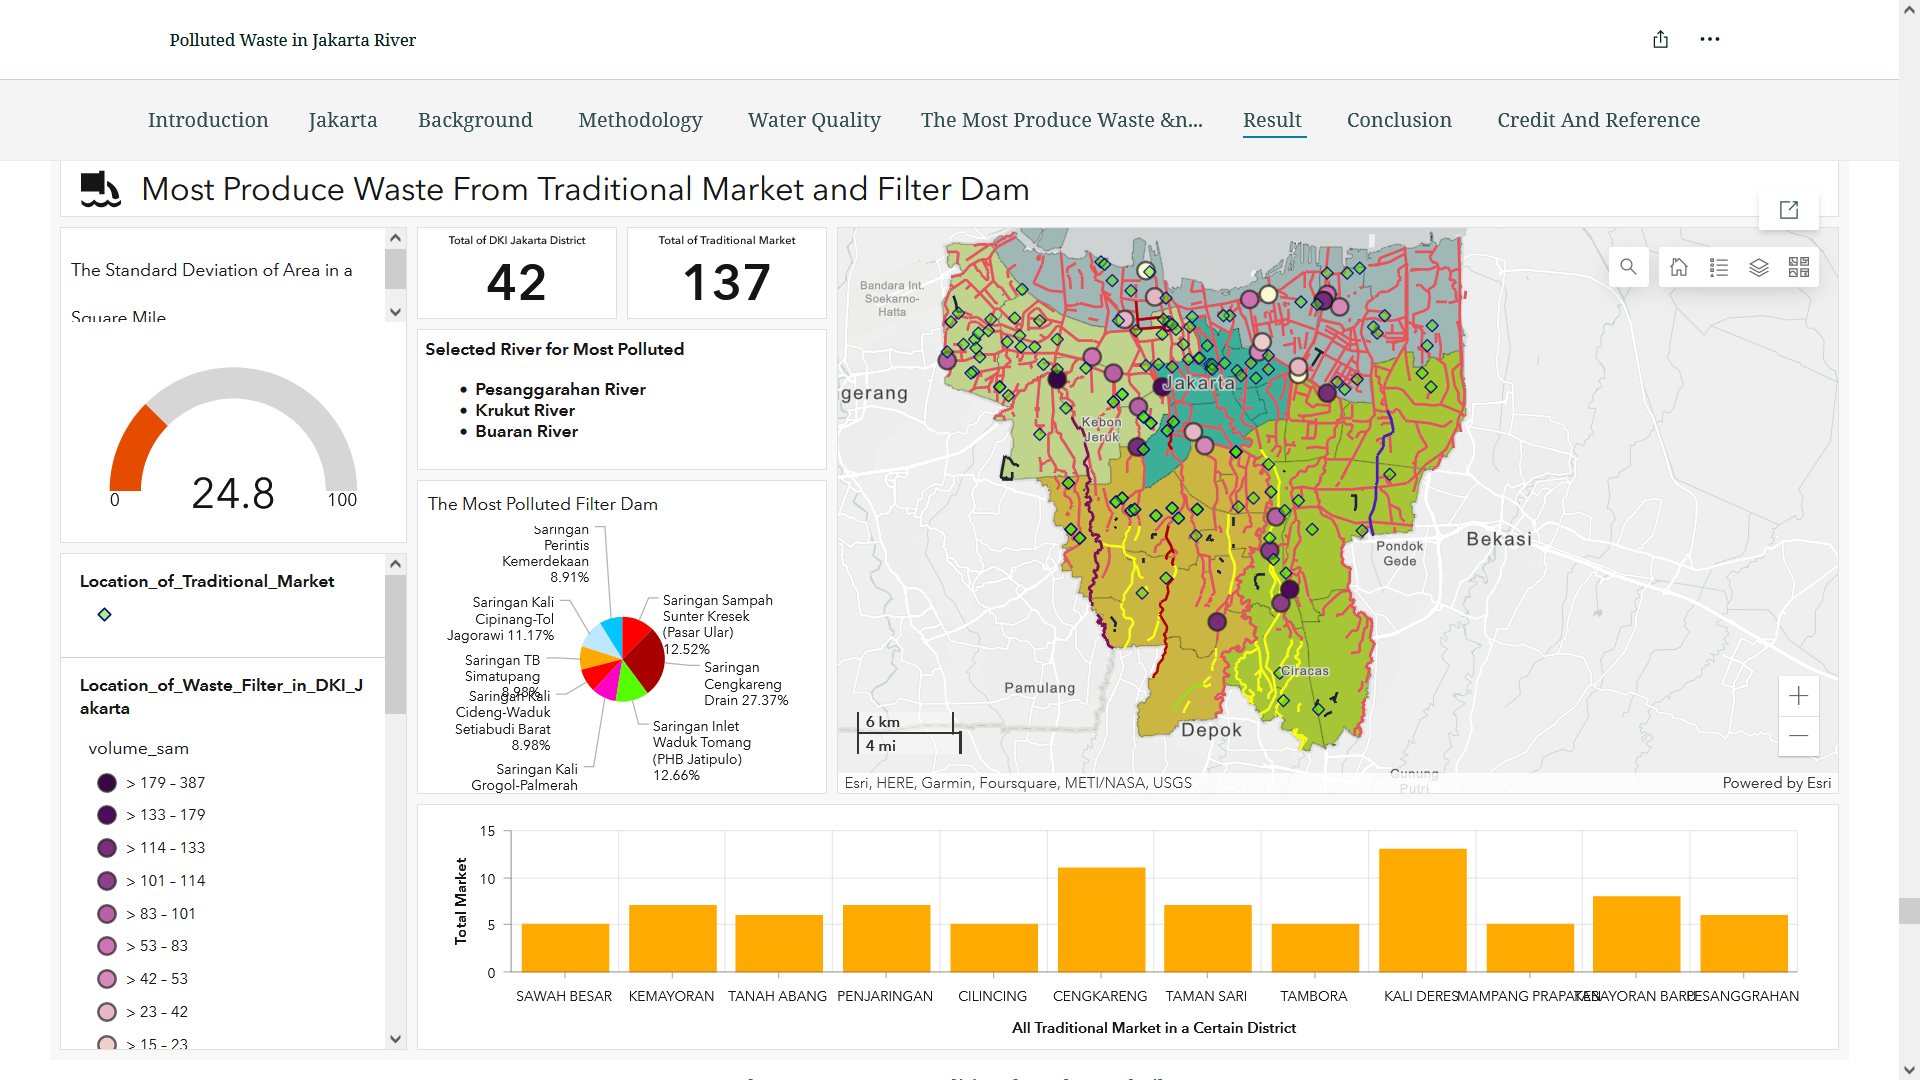 Polluted Waste in Jakarta River
Introduction
Jakarta
Background
Methodology
Water Quality
The Most Produce Waste &n...
Result
Conclusion
Credit And Reference
Most Produce Waste From Traditional Market and Filter Dam
The Standard Deviation of Area in a
Square Mile
24.8
0
100
Location_of_Traditional_Market
Location_of_Waste_Filter_in_DKI_J
akarta
volume_sam
> 179 - 387
> 133 - 179
> 114 - 133
> 101 - 114
> 83 - 101
> 53 - 83
> 42 - 53
> 23 - 42
> 15 - 23
Total of DKI Jakarta District
42
Total of Traditional Market
137
Selected River for Most Polluted
• Pesanggarahan River
• Krukut River
• Buaran River
The Most Polluted Filter Dam
Saringan
Perintis
Kemerdekaan
8.91%
Saringan Kali
Cipinang-Tol
Jagorawi 11.17%
Saringan TB
Simatupang
8.98%
Saringan Kali
Cideng-Waduk
Setiabudi Barat
8.98%
Saringan Kali
Grogol-Palmerah
Saringan Sampah
Sunter Kresek
(Pasar Ular)
12.52%
Saringan
Cengkareng
Drain 27.37%
Saringan Inlet
Waduk Tomang
(PHB Jatipulo)
12.66%
Bandara Int.
Soekarno-
Hatta
gerang
Jakarta
Kebon
Jeruk
Bekasi
Pondok
Gede
Pamulang
Ciracas
Depok
Gunung
Putri
6 km
4 mi
Esri, HERE, Garmin, Foursquare, METI/NASA, USGS
Powered by Esri
Total Market
15
10
5
0
SAWAH BESAR
KEMAYORAN
TANAH ABANG
PENJARINGAN
CILINCING
CENGKARENG
TAMAN SARI
TAMBORA
KALI DERES
MAMPANG PRAPATAN
KEBAYORAN BARU
PESANGGRAHAN
All Traditional Market in a Certain District